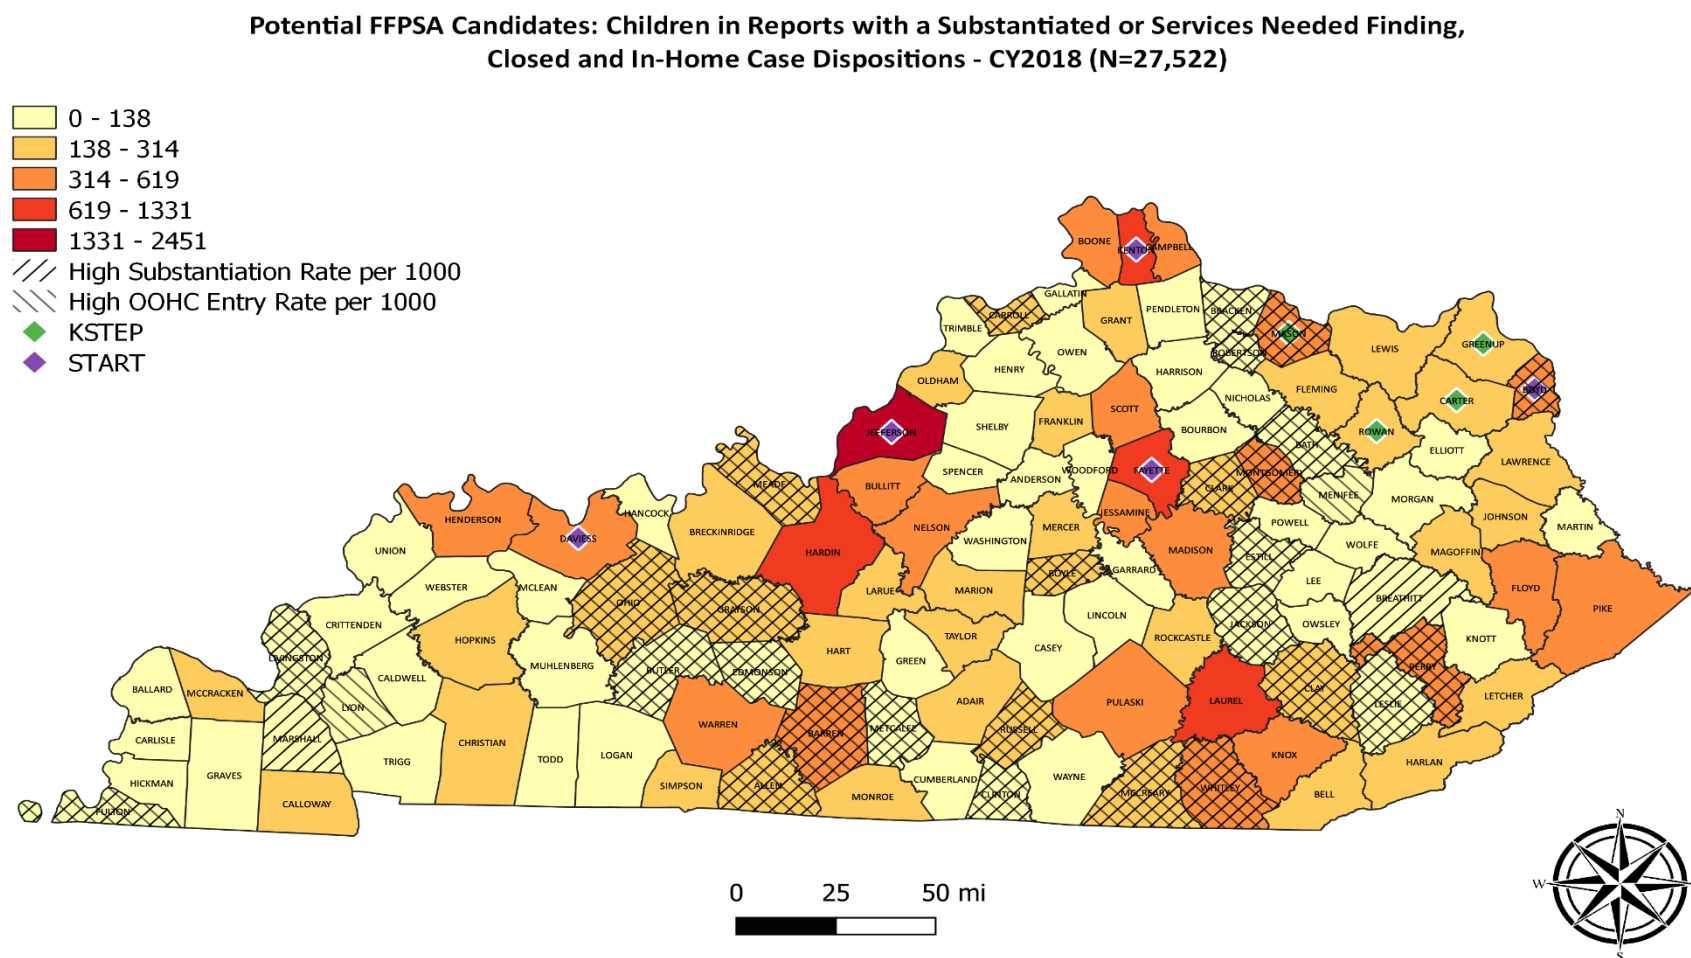 Potential FFPSA Candidates: Children in Reports with a Substantiated or Services Needed Finding,
Closed and In-Home Case Dispositions - CY2018 (N=27,522)
0 - 138
138 - 314
314 - 619
619 - 1331
1331 - 2451
High Substantiation Rate per 1000
High OOHC Entry Rate per 1000
KSTEP
START
BOONE
KENTON
CAMPBELL
GALLATIN
CARROLL
GRANT
PENDLETON
BRACKEN
TRIMBLE
MASON
LEWIS
GREENUP
OWEN
ROBERTSON
HENRY
HARRISON
OLDHAM
FLEMING
BOYD
NICHOLAS
CARTER
SCOTT
SHELBY
FRANKLIN
JEFFERSON
BOURBON
ROWAN
BATH
ELLIOTT
LAWRENCE
SPENCER
WOODFORD
FAYETTE
MONTGOMERY
ANDERSON
MEADE
BULLITT
CLARK
MENIFEE
MORGAN
HANCOCK
JESSAMINE
HENDERSON
NELSON
MERCER
POWELL
JOHNSON
MARTIN
BRECKINRIDGE
DAVIESS
WASHINGTON
UNION
HARDIN
MADISON
WOLFE
MAGOFFIN
ESTILL
BOYLE
GARRARD
LEE
WEBSTER
MCLEAN
LARUE
MARION
FLOYD
BREATHITT
OHIO
GRAYSON
PIKE
CRITTENDEN
LINCOLN
JACKSON
OWSLEY
HOPKINS
TAYLOR
ROCKCASTLE
KNOTT
HART
CASEY
LIVINGSTON
GREEN
MUHLENBERG
BUTLER
EDMONSON
PERRY
CALDWELL
BALLARD
MCCRACKEN
CLAY
LETCHER
LYON
ADAIR
PULASKI
LAUREL
LESLIE
WARREN
METCALFE
RUSSELL
BARREN
CARLISLE
MARSHALL
CHRISTIAN
LOGAN
TODD
KNOX
TRIGG
HARLAN
GRAVES
WAYNE
CUMBERLAND
HICKMAN
SIMPSON
ALLEN
WHITLEY
MCCREARY
CLINTON
BELL
MONROE
CALLOWAY
FULTON
0 25 50 mi
N
W
S